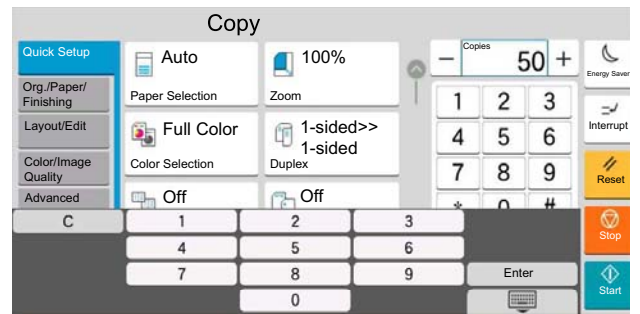 Copy
Quick Setup
Org./Paper/
Finishing
Layout/Edit
Color/Image
Quality
Advanced
Auto
Paper Selection
100%
Zoom
Full Color
Color Selection
1-sided>>
1-sided
Duplex
Off
Off
− Copies 50 +
1 2 3
4 5 6
7 8 9
* 0 #
Energy Saver
Interrupt
Reset
Stop
Start
C 1 2 3
4 5 6
7 8 9 Enter
0